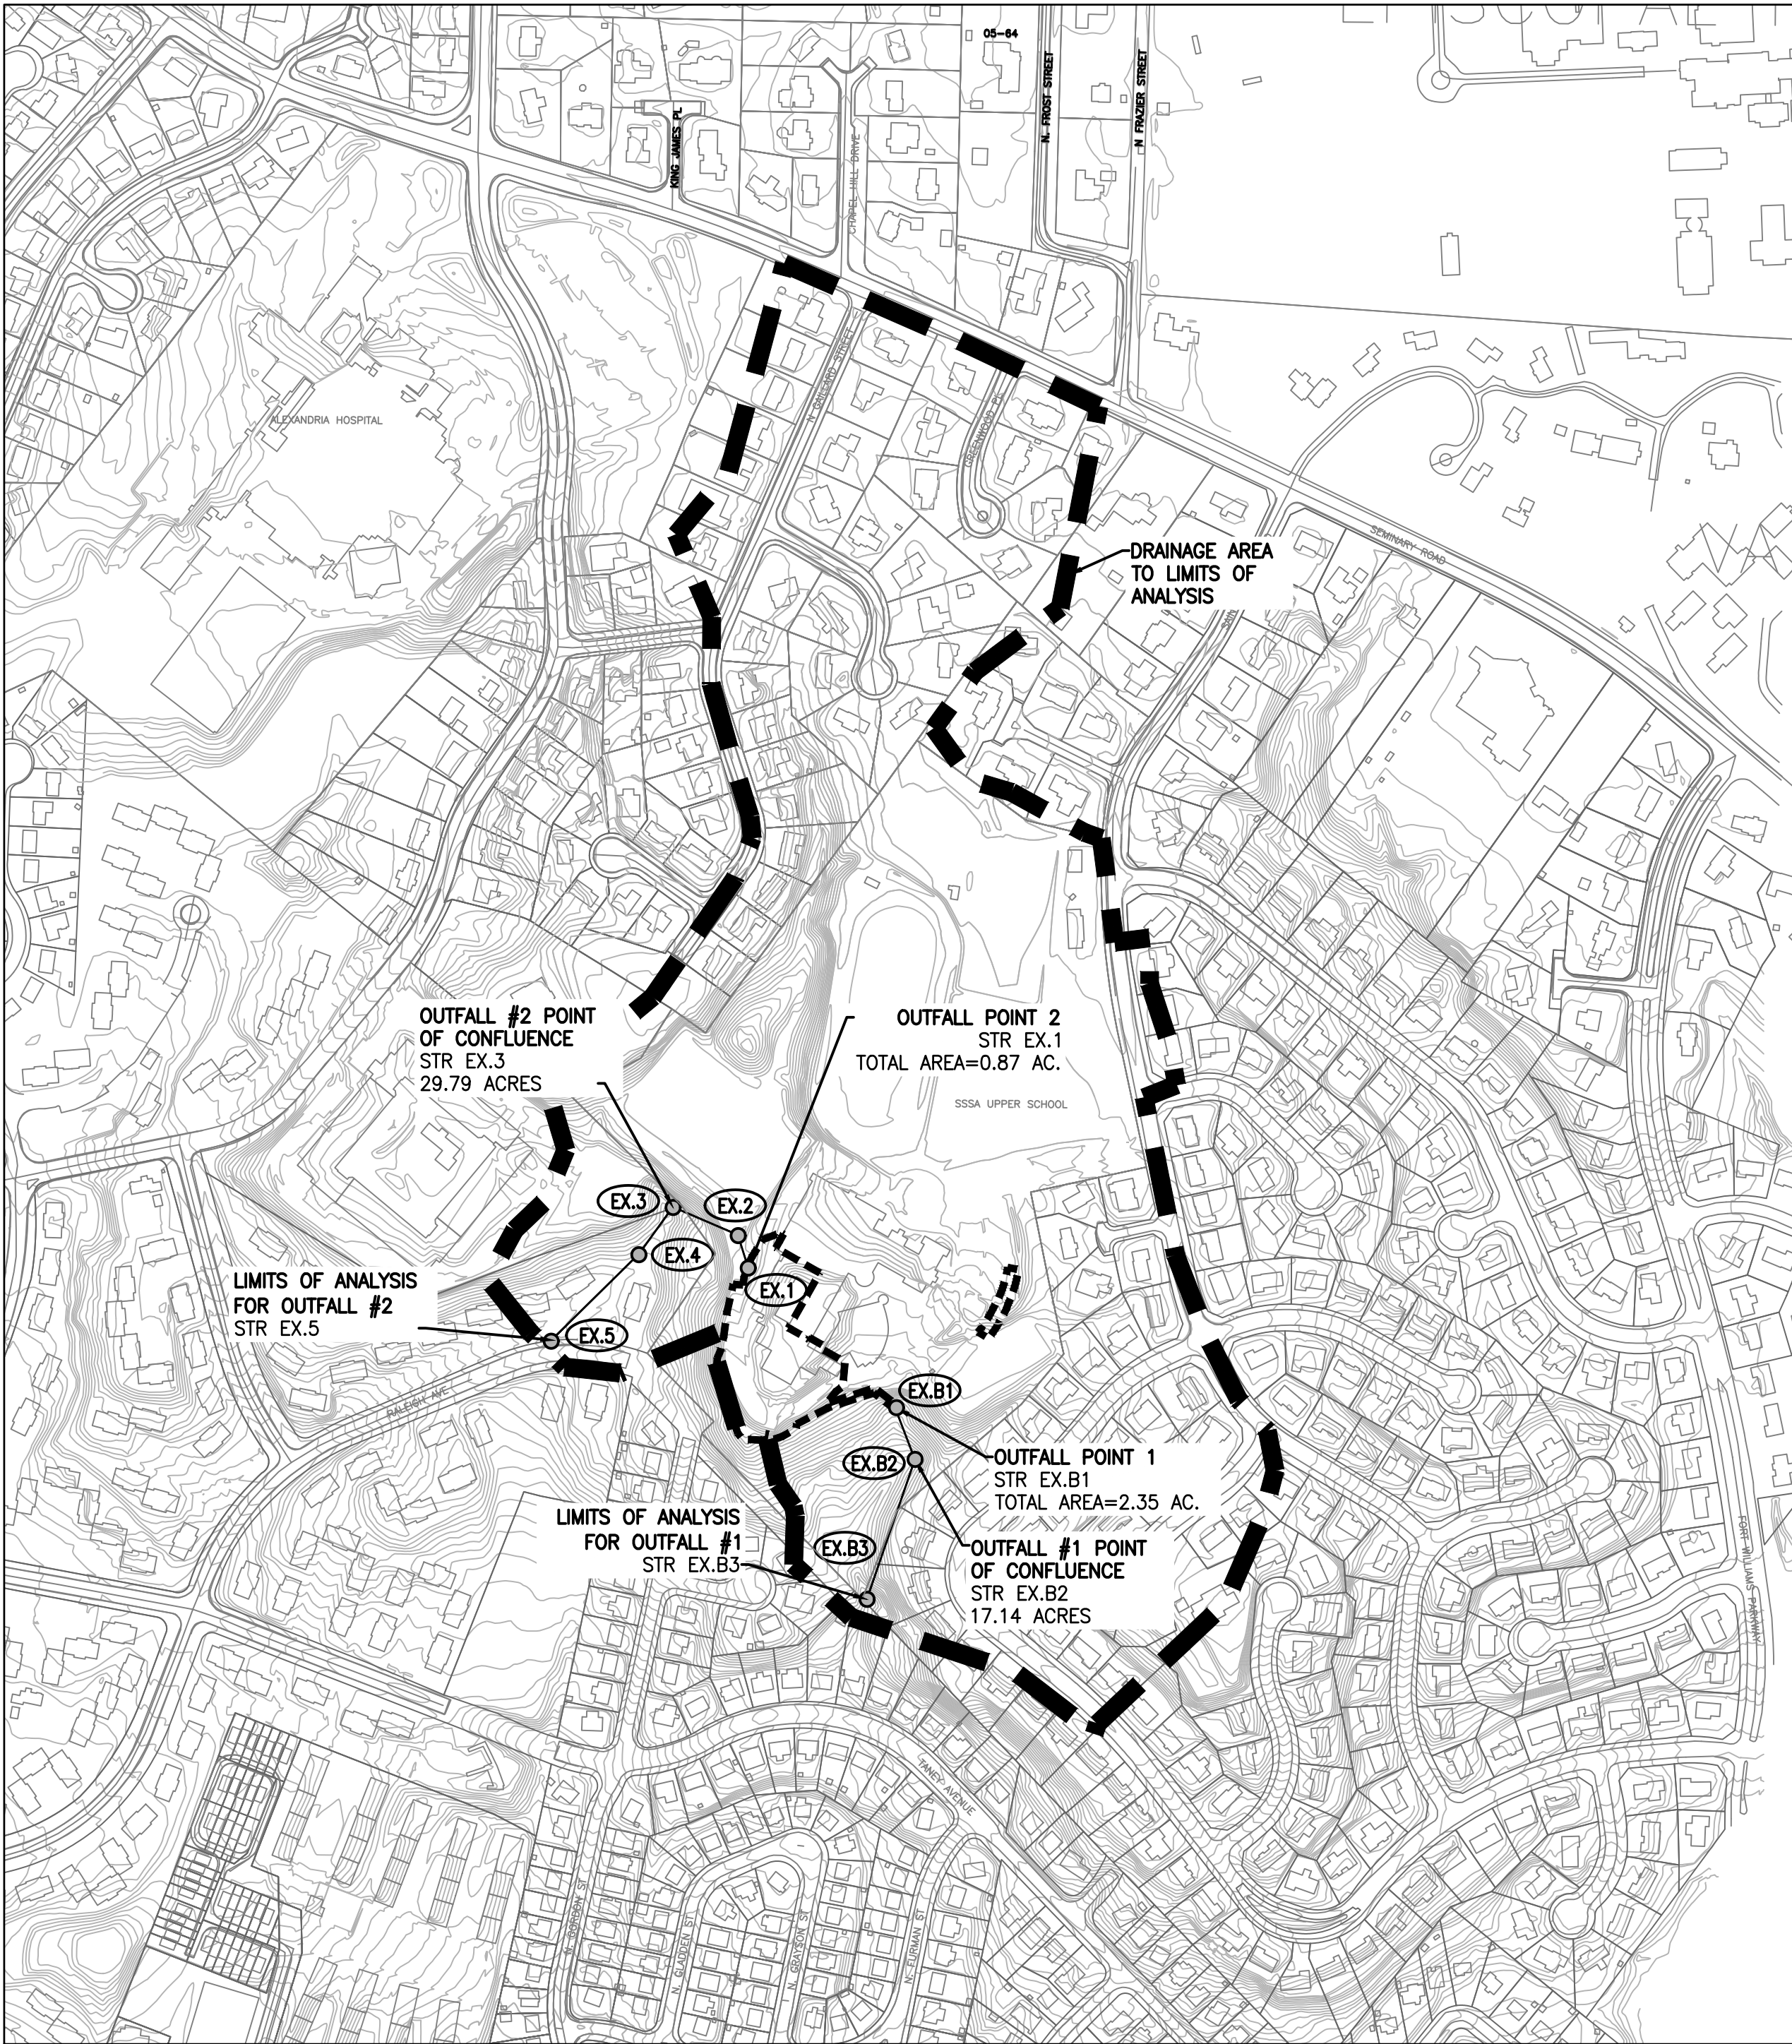 05-64
KING JAMES PL
CHAPEL HILL DRIVE
N. FROST STREET
N FRAZIER STREET
ALEXANDRIA HOSPITAL
N GAILLARD STREET
GREENWOOD PL
SEMINARY ROAD
DRAINAGE AREA
TO LIMITS OF
ANALYSIS
OUTFALL #2 POINT
OF CONFLUENCE
STR EX.3
29.79 ACRES
OUTFALL POINT 2
STR EX.1
TOTAL AREA=0.87 AC.
SSSA UPPER SCHOOL
EX.3
EX.2
EX.4
EX.1
LIMITS OF ANALYSIS
FOR OUTFALL #2
STR EX.5
EX.5
RALEIGH AVE
EX.B1
EX.B2
OUTFALL POINT 1
STR EX.B1
TOTAL AREA=2.35 AC.
LIMITS OF ANALYSIS
FOR OUTFALL #1
STR EX.B3
EX.B3
OUTFALL #1 POINT
OF CONFLUENCE
STR EX.B2
17.14 ACRES
FORT WILLIAMS PARKWAY
TANEY AVENUE
N. GORDON ST
N. GLADDEN ST
N. GRAYSON ST
N. FURMAN ST